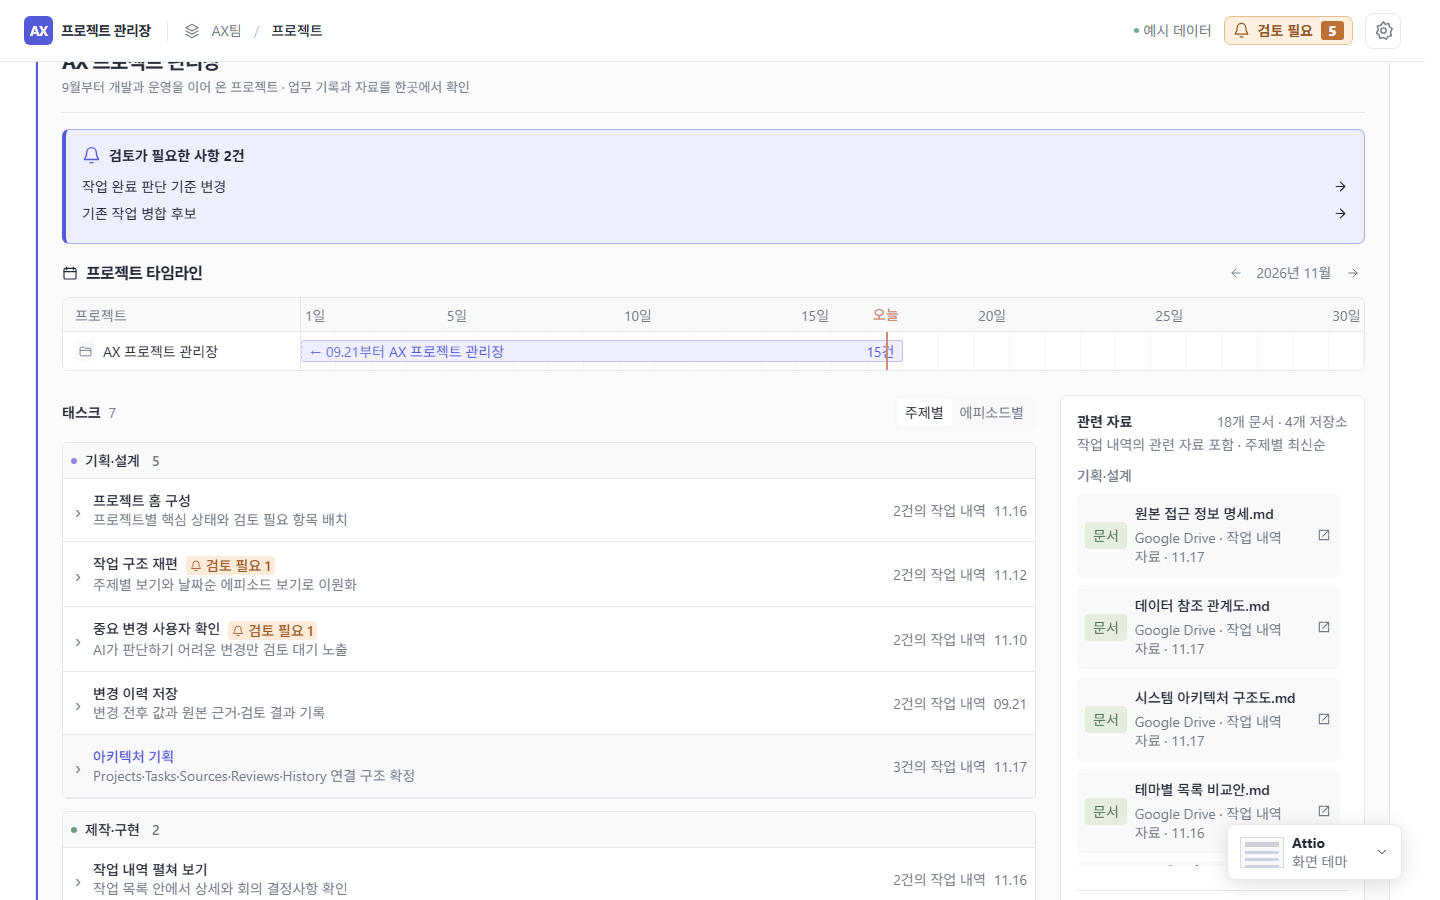 AX 프로젝트 관리장 AX팀 / 프로젝트 예시 데이터 검토 필요 5
AX 프로젝트 관리장
9월부터 개발과 운영을 이어 온 프로젝트 · 업무 기록과 자료를 한곳에서 확인
검토가 필요한 사항 2건
작업 완료 판단 기준 변경 →
기존 작업 병합 후보 →
프로젝트 타임라인 ← 2026년 11월 →
프로젝트 1일 5일 10일 15일 오늘 20일 25일 30일
AX 프로젝트 관리장 ← 09.21부터 AX 프로젝트 관리장 15건
태스크 7 주제별 에피소드별
기획·설계 5
프로젝트 홈 구성
프로젝트별 핵심 상태와 검토 필요 항목 배치
2건의 작업 내역 11.16
작업 구조 재편 검토 필요 1
주제별 보기와 날짜순 에피소드 보기로 이원화
2건의 작업 내역 11.12
중요 변경 사용자 확인 검토 필요 1
AI가 판단하기 어려운 변경만 검토 대기 노출
2건의 작업 내역 11.10
변경 이력 저장
변경 전후 값과 원본 근거·검토 결과 기록
2건의 작업 내역 09.21
아키텍처 기획
Projects·Tasks·Sources·Reviews·History 연결 구조 확정
3건의 작업 내역 11.17
제작·구현 2
작업 내역 펼쳐 보기
작업 목록 안에서 상세와 회의 결정사항 확인
2건의 작업 내역 11.16
관련 자료 18개 문서 · 4개 저장소
작업 내역의 관련 자료 포함 · 주제별 최신순
기획·설계
문서 원본 접근 정보 명세.md
Google Drive · 작업 내역
자료 · 11.17
문서 데이터 참조 관계도.md
Google Drive · 작업 내역
자료 · 11.17
문서 시스템 아키텍처 구조도.md
Google Drive · 작업 내역
자료 · 11.17
문서 테마별 목록 비교안.md
Google Drive · 작업 내역
자료 · 11.16
Attio
화면 테마